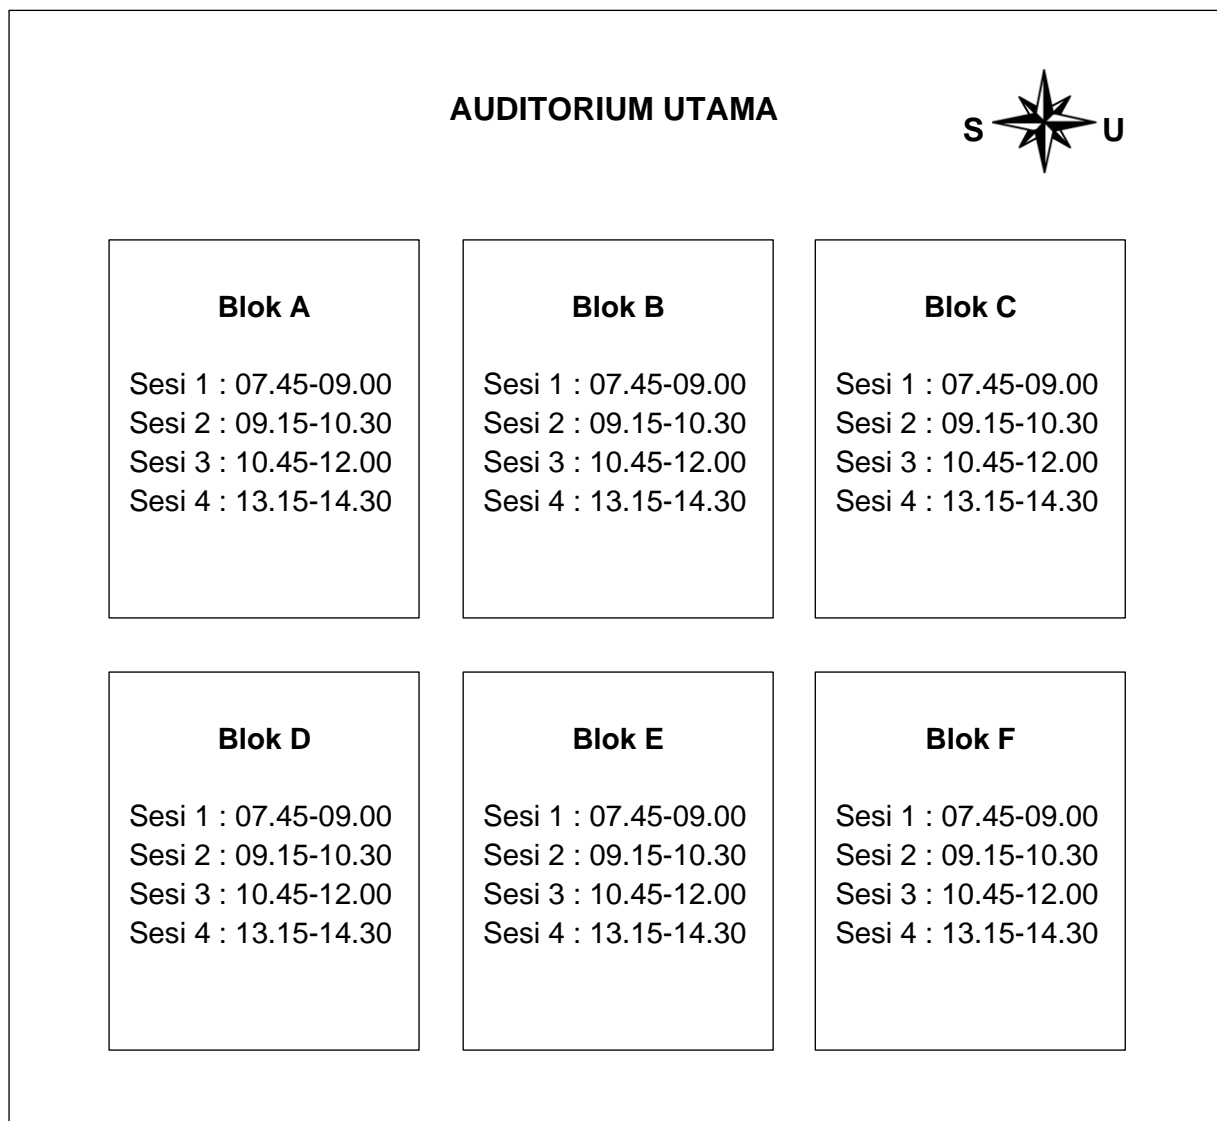 AUDITORIUM UTAMA
S U
Blok A
Sesi 1 : 07.45-09.00
Sesi 2 : 09.15-10.30
Sesi 3 : 10.45-12.00
Sesi 4 : 13.15-14.30
Blok B
Sesi 1 : 07.45-09.00
Sesi 2 : 09.15-10.30
Sesi 3 : 10.45-12.00
Sesi 4 : 13.15-14.30
Blok C
Sesi 1 : 07.45-09.00
Sesi 2 : 09.15-10.30
Sesi 3 : 10.45-12.00
Sesi 4 : 13.15-14.30
Blok D
Sesi 1 : 07.45-09.00
Sesi 2 : 09.15-10.30
Sesi 3 : 10.45-12.00
Sesi 4 : 13.15-14.30
Blok E
Sesi 1 : 07.45-09.00
Sesi 2 : 09.15-10.30
Sesi 3 : 10.45-12.00
Sesi 4 : 13.15-14.30
Blok F
Sesi 1 : 07.45-09.00
Sesi 2 : 09.15-10.30
Sesi 3 : 10.45-12.00
Sesi 4 : 13.15-14.30